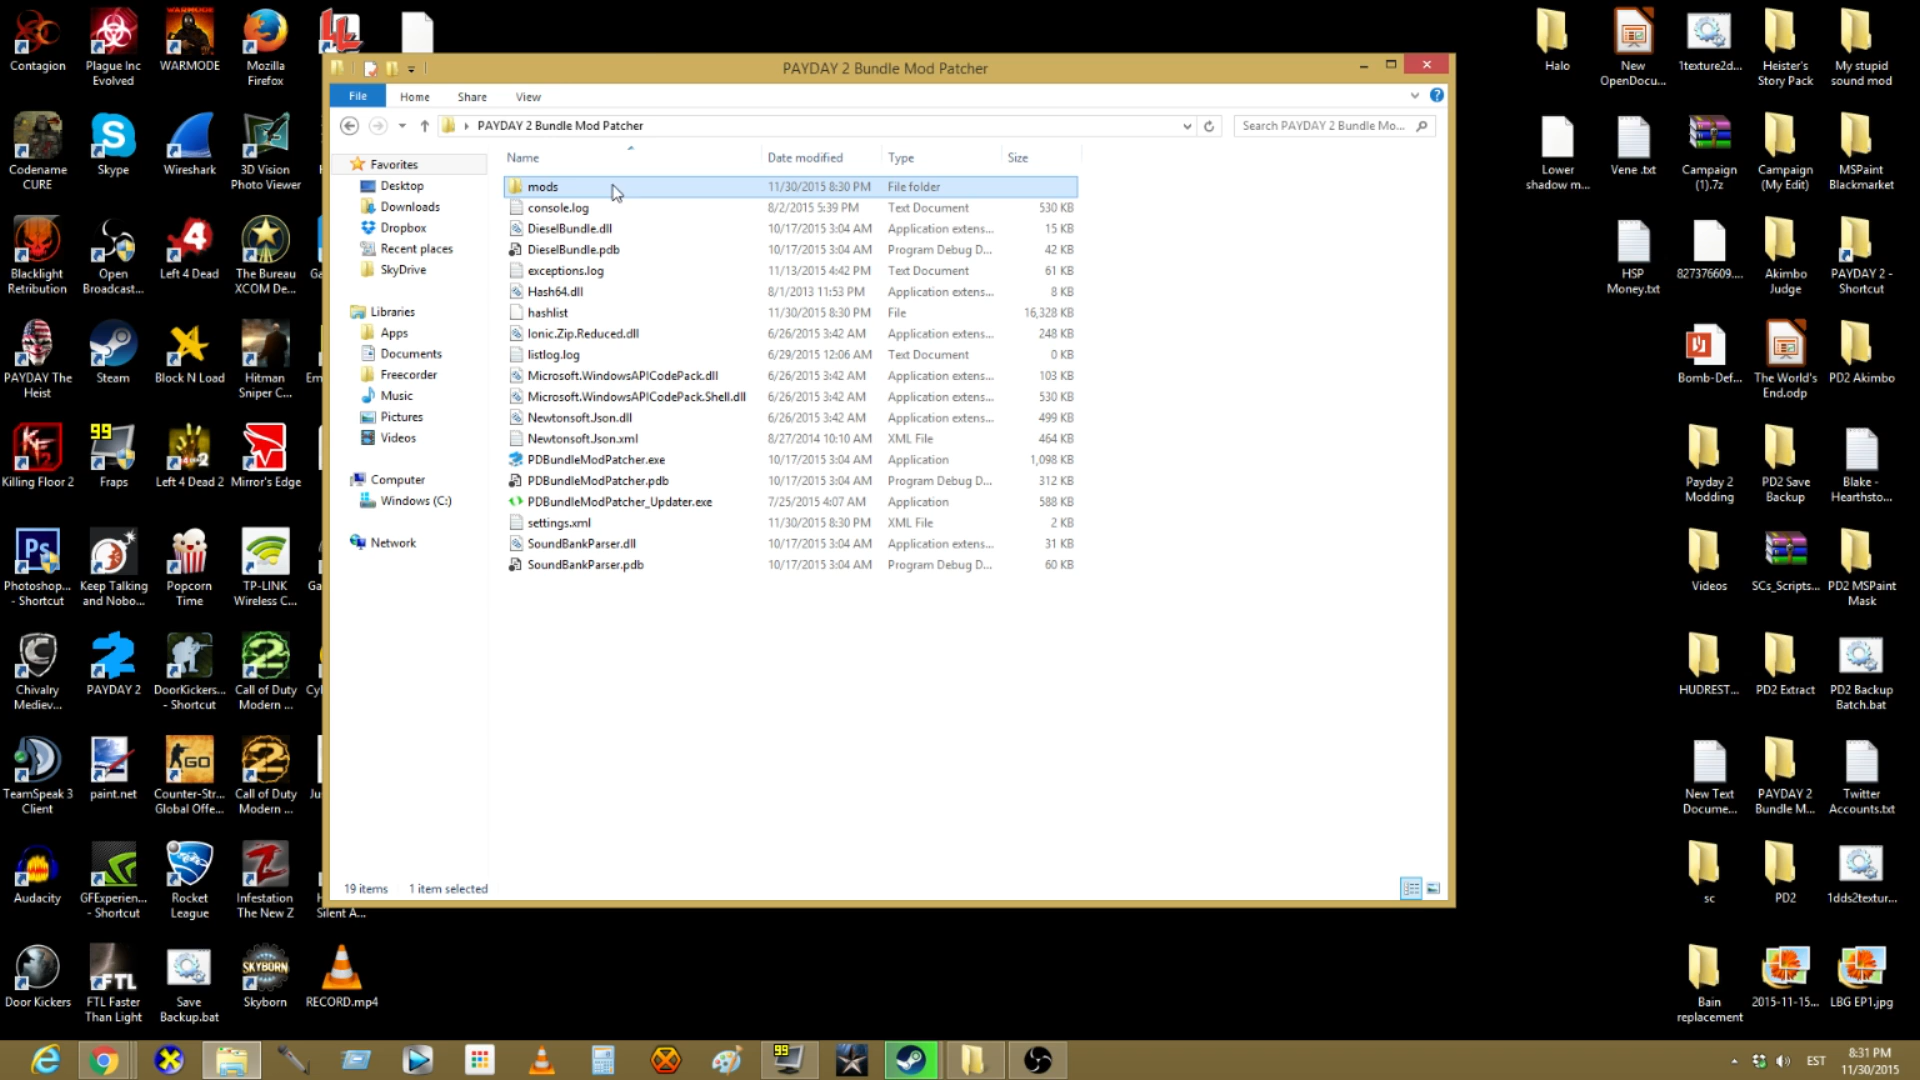 Contagion
Plague Inc
Evolved
WARMODE
WARMODE
Mozilla
Firefox
Codename
CURE
Skype
Wireshark
3D Vision
Photo Viewer
Blacklight
Retribution
Open
Broadcast...
Left 4 Dead
The Bureau
XCOM De...
PAYDAY The
Heist
Steam
Block N Load
Hitman
Sniper C...
99
Killing Floor 2
Fraps
Left 4 Dead 2
Mirror's Edge
Photoshop...
- Shortcut
Keep Talking
and Nobo...
Popcorn
Time
TP-LINK
Wireless C...
Chivalry
Mediev...
PAYDAY 2
DoorKickers...
- Shortcut
Call of Duty
Modern ...
TeamSpeak 3
Client
paint.net
Counter-Str...
Global Offe...
Call of Duty
Modern ...
Audacity
GFExperien...
- Shortcut
Rocket
League
Infestation
The New Z
Silent A...
Door Kickers
FTL Faster
Than Light
Save
Backup.bat
Skyborn
RECORD.mp4
PAYDAY 2 Bundle Mod Patcher
File Home Share View
PAYDAY 2 Bundle Mod Patcher
Search PAYDAY 2 Bundle Mo...
Favorites
Desktop
Downloads
Dropbox
Recent places
SkyDrive
Libraries
Apps
Documents
Freecorder
Music
Pictures
Videos
Computer
Windows (C:)
Network
Name Date modified Type Size
mods 11/30/2015 8:30 PM File folder
console.log 8/2/2015 5:39 PM Text Document 530 KB
DieselBundle.dll 10/17/2015 3:04 AM Application extens... 15 KB
DieselBundle.pdb 10/17/2015 3:04 AM Program Debug D... 42 KB
exceptions.log 11/13/2015 4:42 PM Text Document 61 KB
Hash64.dll 8/1/2013 11:53 PM Application extens... 8 KB
hashlist 11/30/2015 8:30 PM File 16,328 KB
Ionic.Zip.Reduced.dll 6/26/2015 3:42 AM Application extens... 248 KB
listlog.log 6/29/2015 12:06 AM Text Document 0 KB
Microsoft.WindowsAPICodePack.dll 6/26/2015 3:42 AM Application extens... 103 KB
Microsoft.WindowsAPICodePack.Shell.dll 6/26/2015 3:42 AM Application extens... 530 KB
Newtonsoft.Json.dll 6/26/2015 3:42 AM Application extens... 499 KB
Newtonsoft.Json.xml 8/27/2014 10:10 AM XML File 464 KB
PDBundleModPatcher.exe 10/17/2015 3:04 AM Application 1,098 KB
PDBundleModPatcher.pdb 10/17/2015 3:04 AM Program Debug D... 312 KB
PDBundleModPatcher_Updater.exe 7/25/2015 4:07 AM Application 588 KB
settings.xml 11/30/2015 8:30 PM XML File 2 KB
SoundBankParser.dll 10/17/2015 3:04 AM Application extens... 31 KB
SoundBankParser.pdb 10/17/2015 3:04 AM Program Debug D... 60 KB
19 items 1 item selected
Halo
New
OpenDocu...
1texture2d...
Heister's
Story Pack
My stupid
sound mod
Lower
shadow m...
Vene .txt
Campaign
(1).7z
Campaign
(My Edit)
MSPaint
Blackmarket
HSP
Money.txt
827376609....
Akimbo
Judge
PAYDAY 2 -
Shortcut
Bomb-Def...
The World's
End.odp
PD2 Akimbo
Payday 2
Modding
PD2 Save
Backup
Blake -
Hearthsto...
Videos
SCs_Scripts...
PD2 MSPaint
Mask
HUDREST...
PD2 Extract
PD2 Backup
Batch.bat
New Text
Docume...
PAYDAY 2
Bundle M...
Twitter
Accounts.txt
sc
PD2
1dds2textur...
Bain
replacement
2015-11-15...
LBG EP1.jpg
99
EST
8:31 PM
11/30/2015